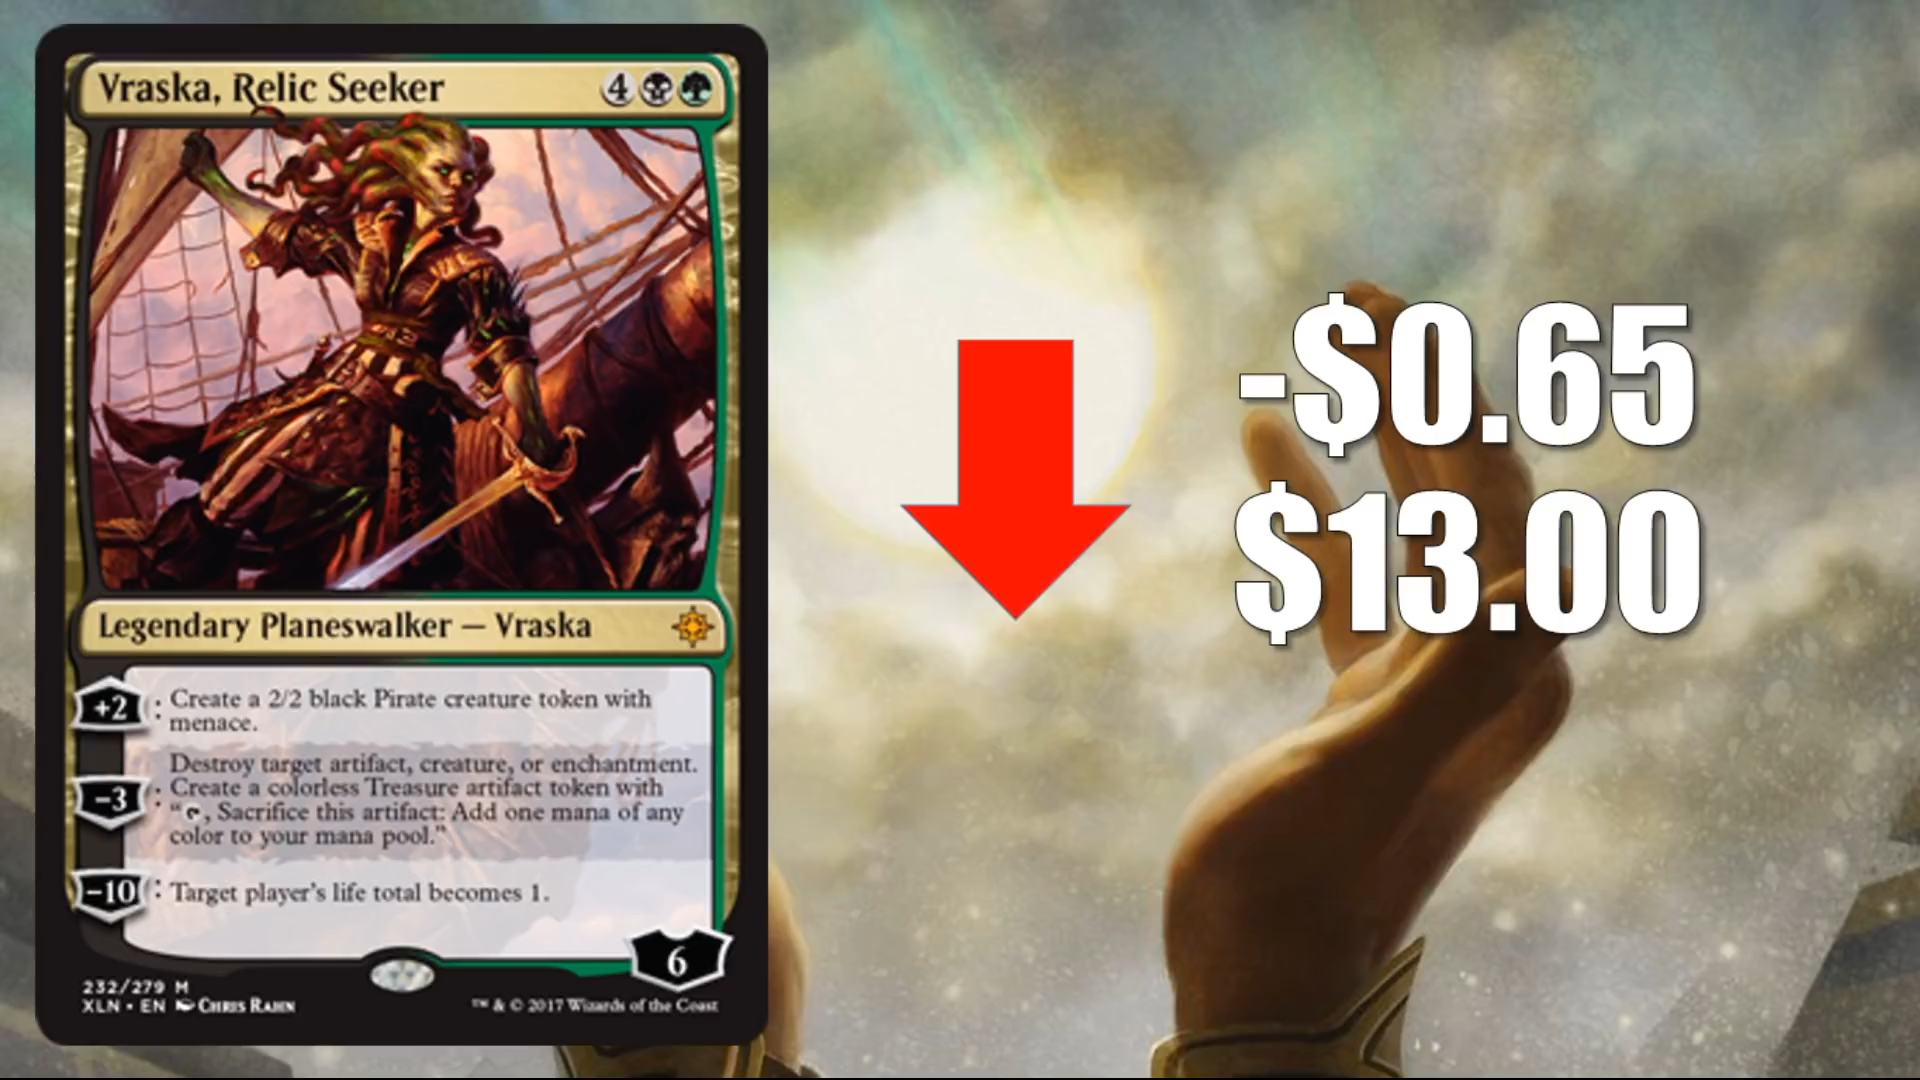 Vraska, Relic Seeker 4
Legendary Planeswalker — Vraska
+2 : Create a 2/2 black Pirate creature token with
menace.
Destroy target artifact, creature, or enchantment.
-3 : Create a colorless Treasure artifact token with
", Sacrifice this artifact: Add one mana of any
color to your mana pool."
-10 : Target player's life total becomes 1.
6
232/279 M
XLN • EN Chris Rahn
™ & © 2017 Wizards of the Coast
-$0.65
$13.00